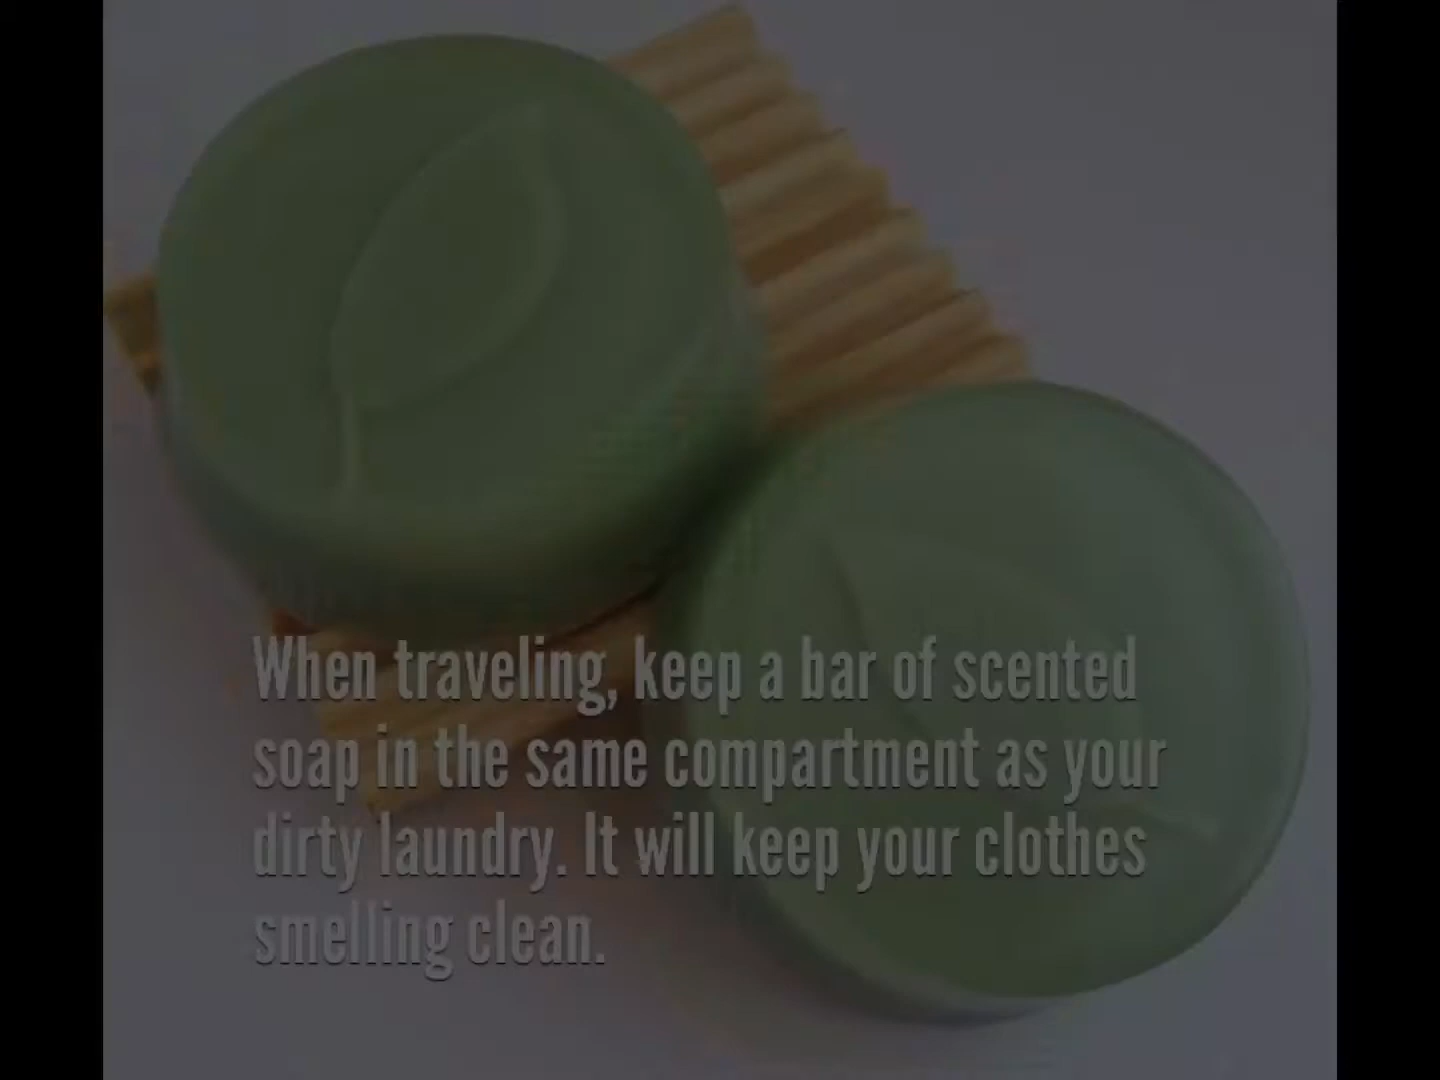 When traveling, keep a bar of scented
soap in the same compartment as your
dirty laundry. It will keep your clothes
smelling clean.